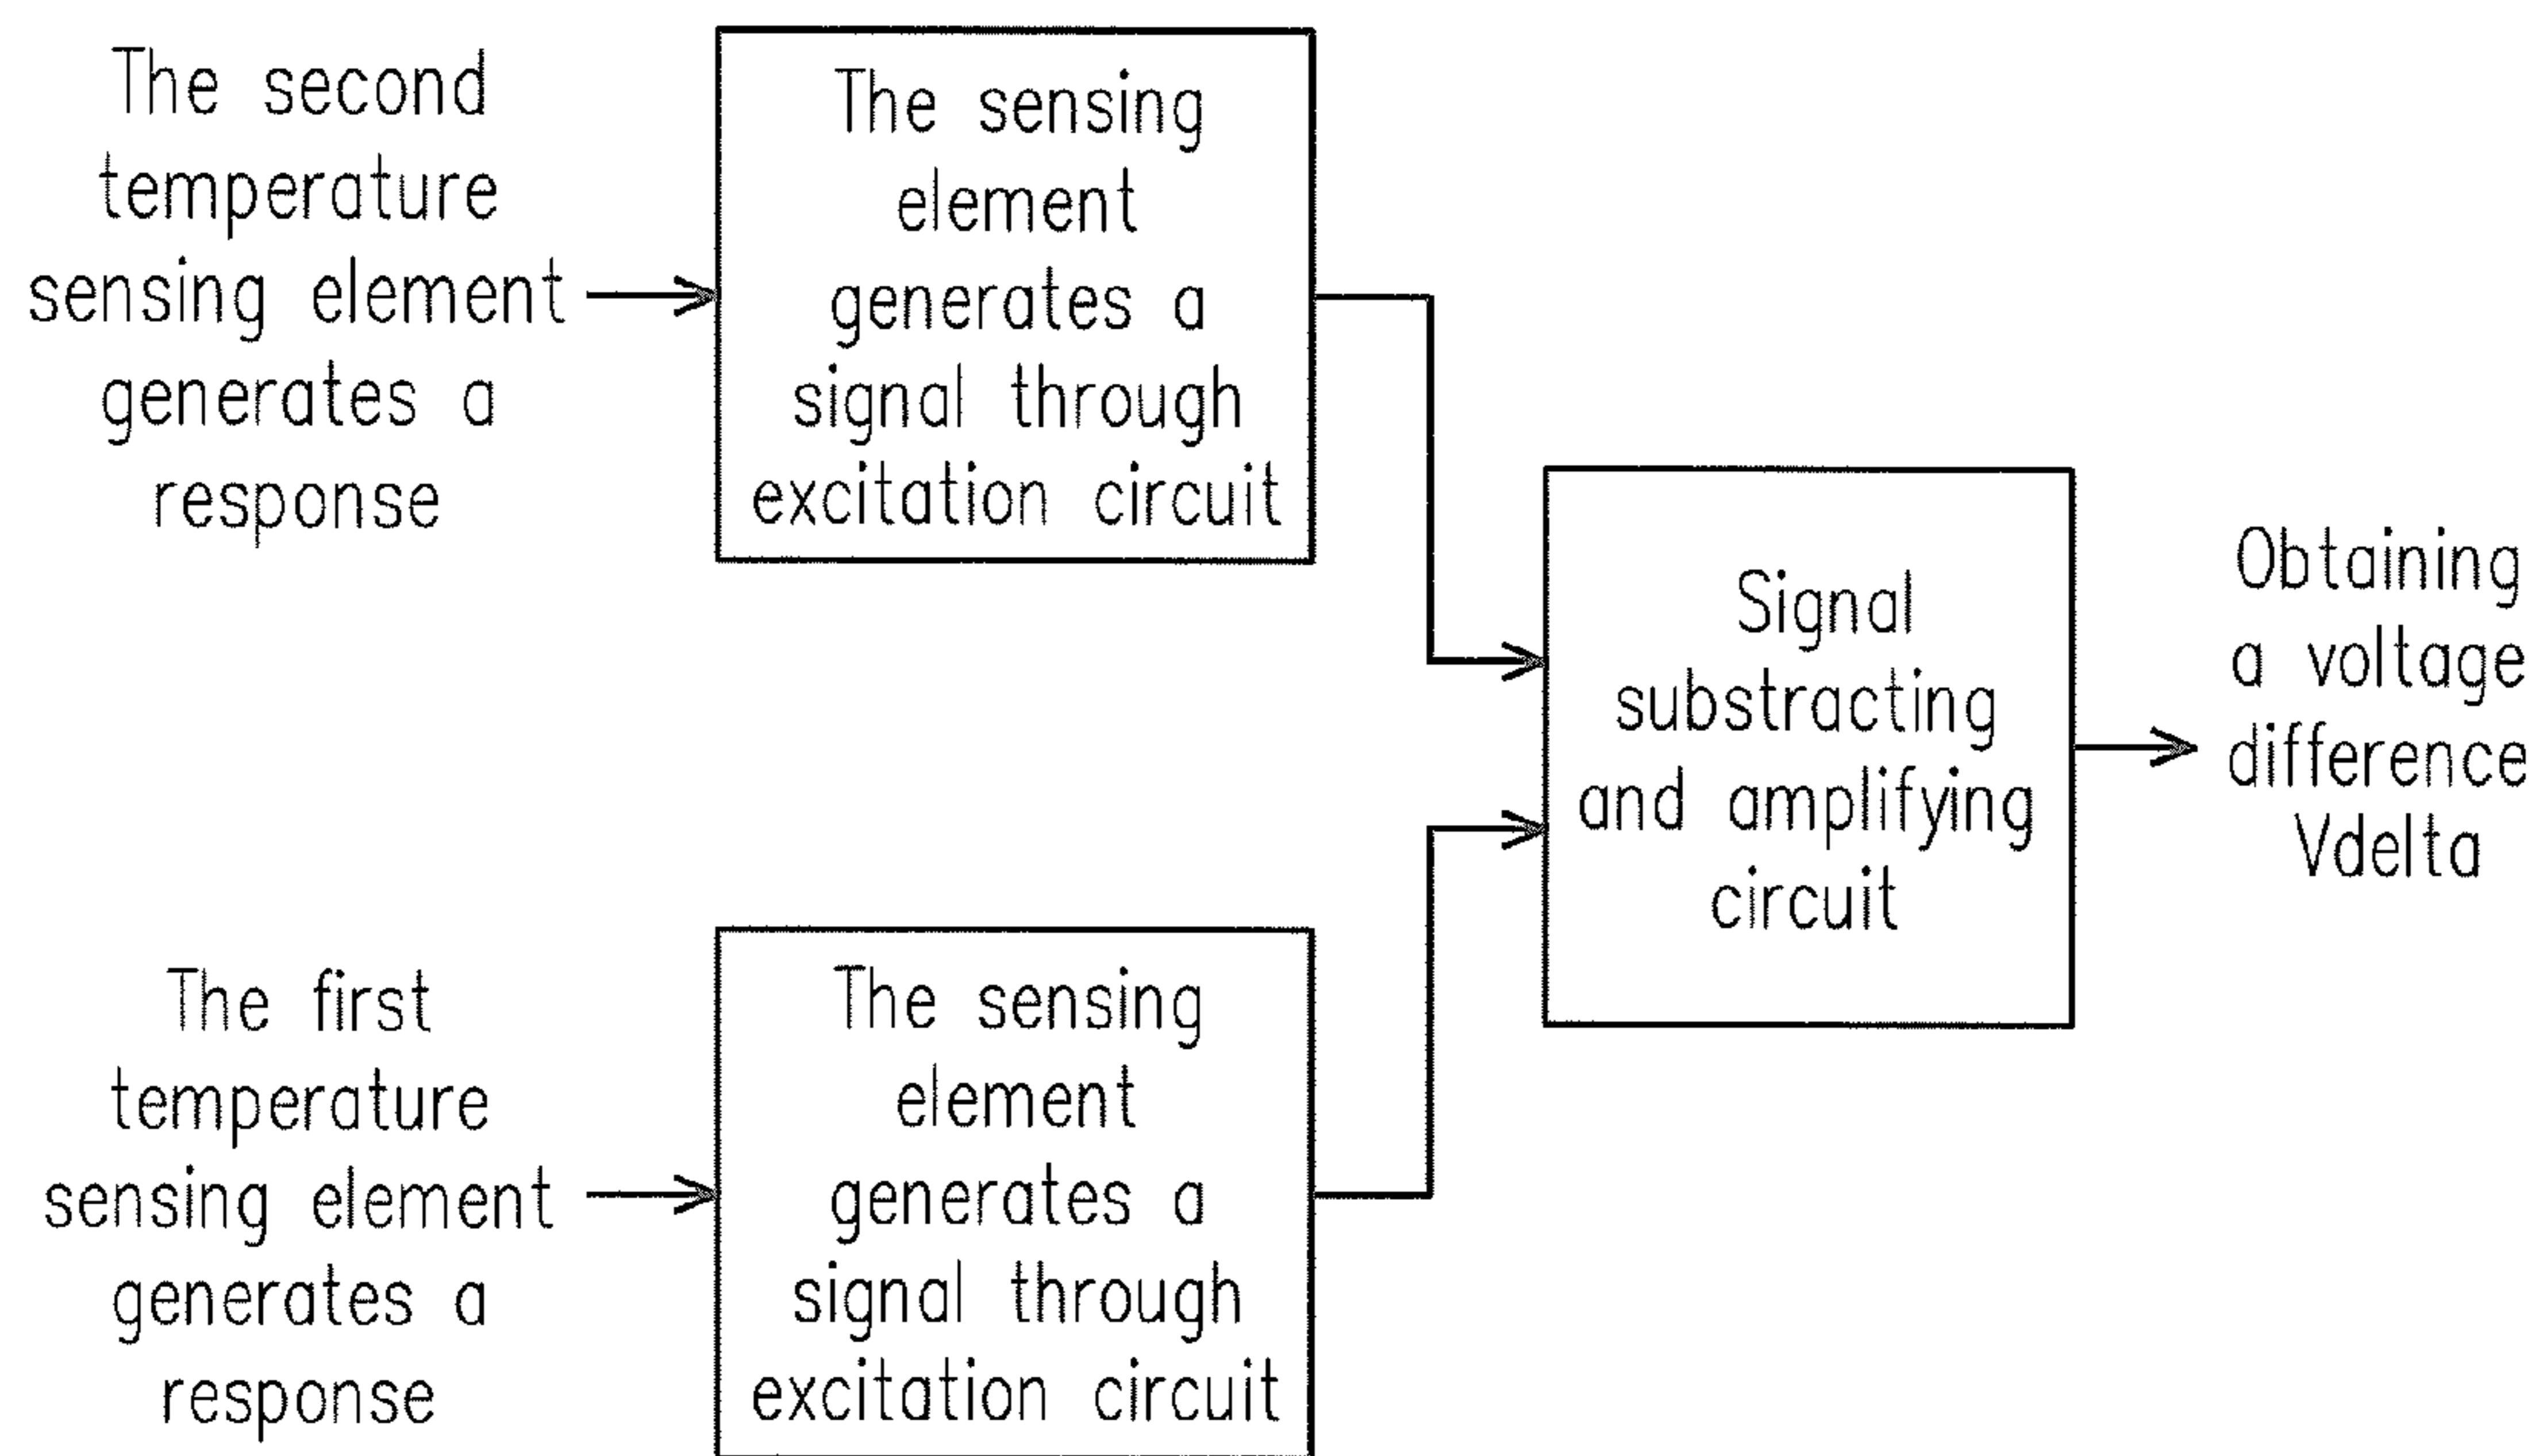 The second
temperature
sensing element
generates a
response
The sensing
element
generates a
signal through
excitation circuit
Signal
substracting
and amplifying
circuit
Obtaining
a voltage
difference
Vdelta
The first
temperature
sensing element
generates a
response
The sensing
element
generates a
signal through
excitation circuit